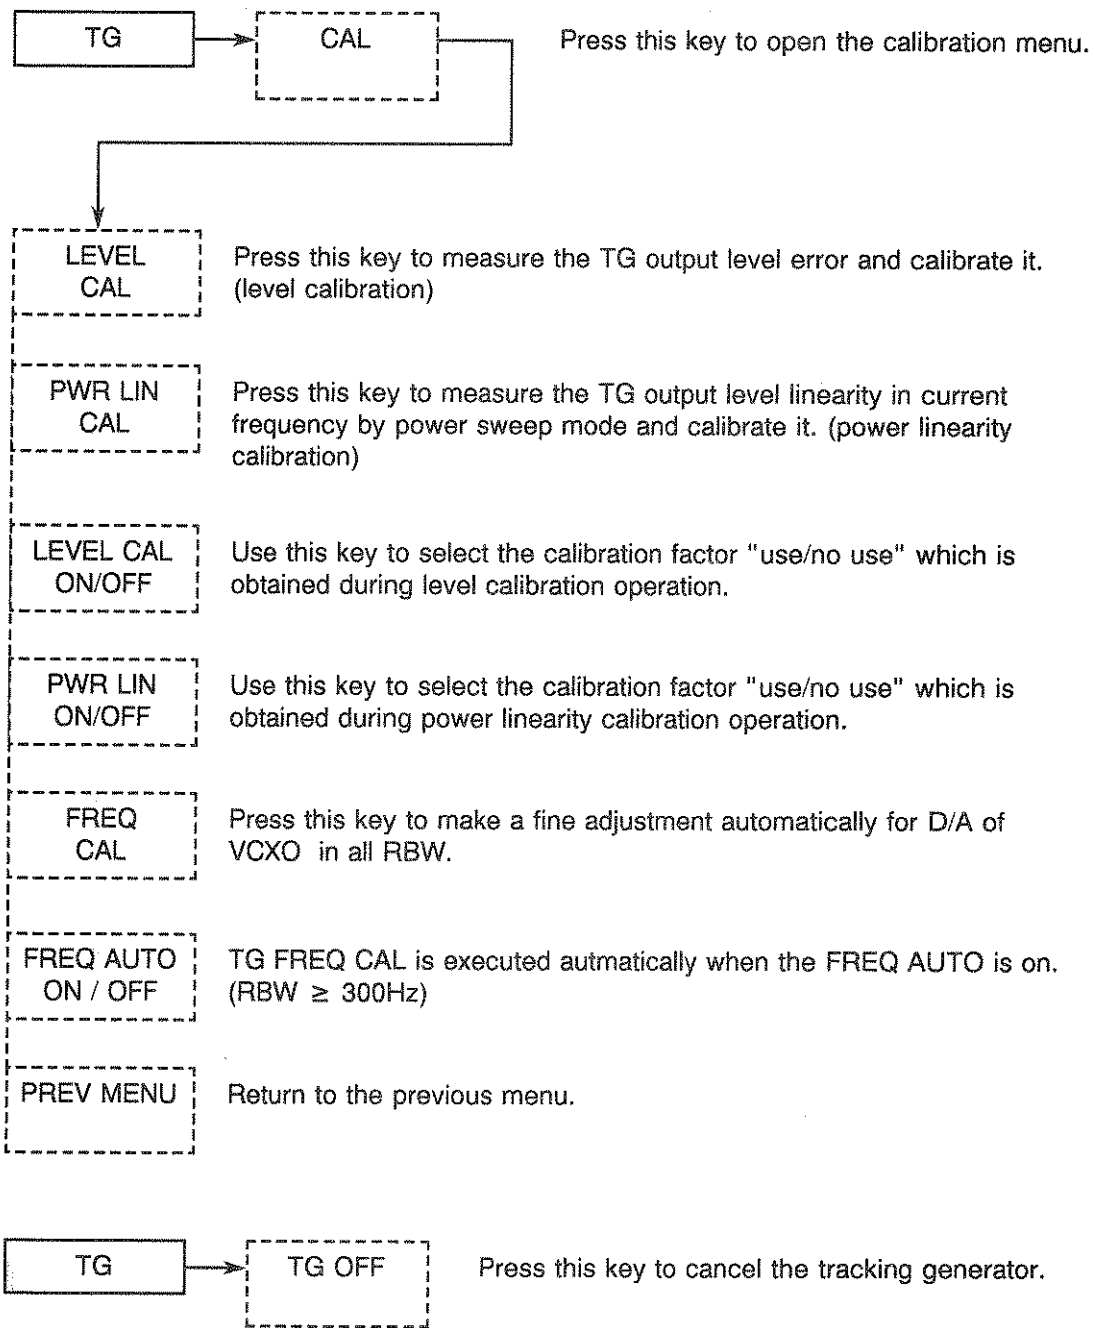 TG
CAL
Press this key to open the calibration menu.
LEVEL
CAL
Press this key to measure the TG output level error and calibrate it.
(level calibration)
PWR LIN
CAL
Press this key to measure the TG output level linearity in current
frequency by power sweep mode and calibrate it. (power linearity
calibration)
LEVEL CAL
ON/OFF
Use this key to select the calibration factor "use/no use" which is
obtained during level calibration operation.
PWR LIN
ON/OFF
Use this key to select the calibration factor "use/no use" which is
obtained during power linearity calibration operation.
FREQ
CAL
Press this key to make a fine adjustment automatically for D/A of
VCXO in all RBW.
FREQ AUTO
ON / OFF
TG FREQ CAL is executed autmatically when the FREQ AUTO is on.
(RBW ≥ 300Hz)
PREV MENU
Return to the previous menu.
TG
TG OFF
Press this key to cancel the tracking generator.